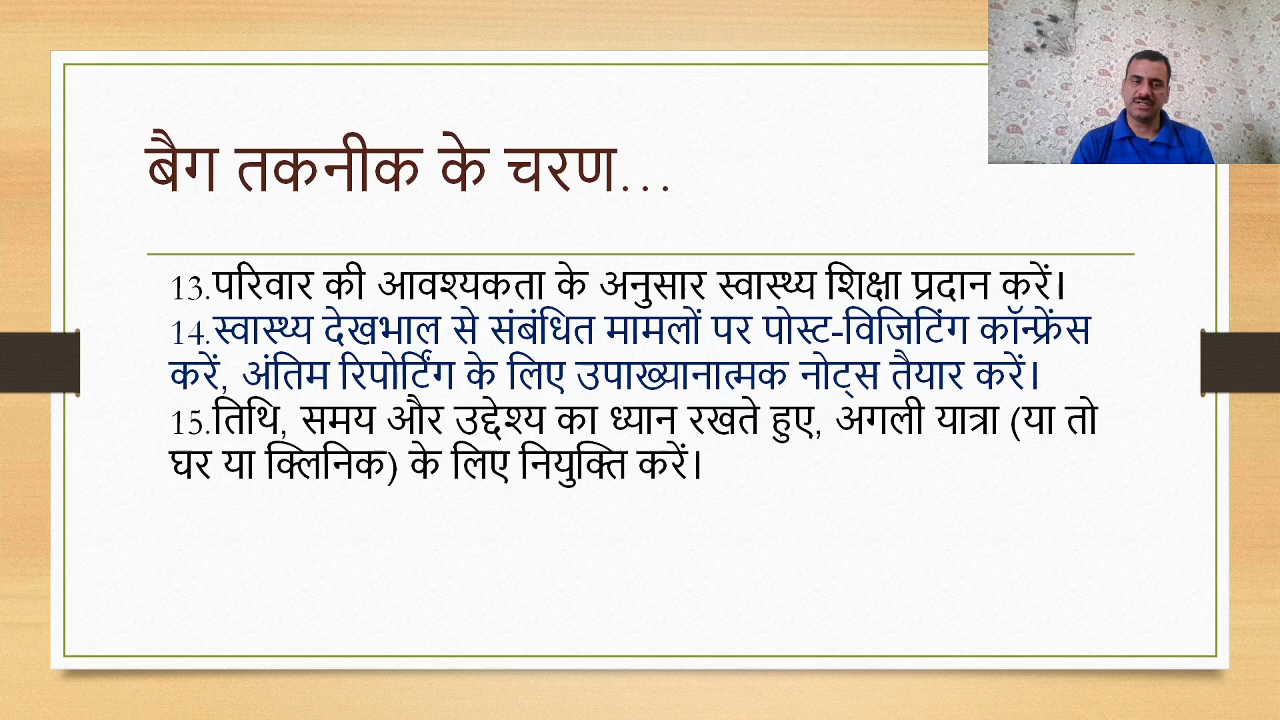 बैग तकनीक के चरण...
13.परिवार की आवश्यकता के अनुसार स्वास्थ्य शिक्षा प्रदान करें।
14.स्वास्थ्य देखभाल से संबंधित मामलों पर पोस्ट-विजिटिंग कॉन्फ्रेंस
करें, अंतिम रिपोर्टिंग के लिए उपाख्यानात्मक नोट्स तैयार करें।
15.तिथि, समय और उद्देश्य का ध्यान रखते हुए, अगली यात्रा (या तो
घर या क्लिनिक) के लिए नियुक्ति करें।